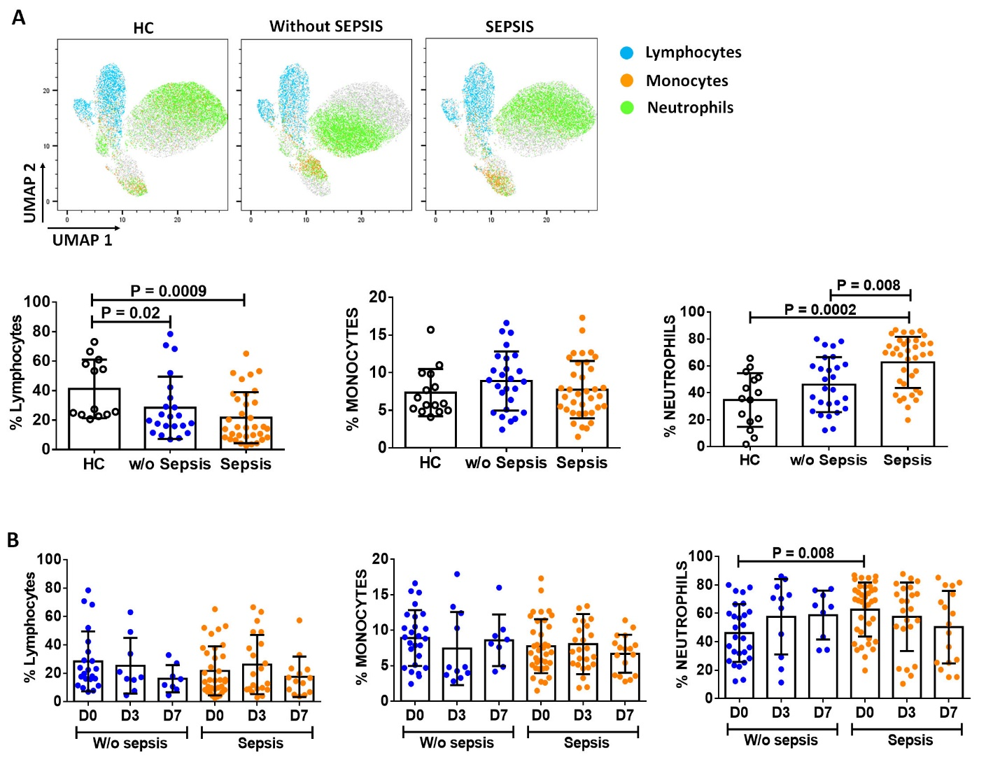 A
HC
Without SEPSIS
SEPSIS
Lymphocytes
Monocytes
Neutrophils
20
10
0
0 10 20
0 10 20
0 10 20
UMAP 2
UMAP 1
P = 0.0009
P = 0.02
% Lymphocytes
100
80
60
40
20
0
HC w/o Sepsis Sepsis
% MONOCYTES
20
15
10
5
0
HC w/o Sepsis Sepsis
P = 0.008
P = 0.0002
% NEUTROPHILS
100
80
60
40
20
0
HC w/o Sepsis Sepsis
B
% Lymphocytes
100
80
60
40
20
0
D0 D3 D7 D0 D3 D7
W/o sepsis Sepsis
% MONOCYTES
20
15
10
5
0
D0 D3 D7 D0 D3 D7
W/o sepsis Sepsis
P = 0.008
% NEUTROPHILS
100
80
60
40
20
0
D0 D3 D7 D0 D3 D7
W/o sepsis Sepsis